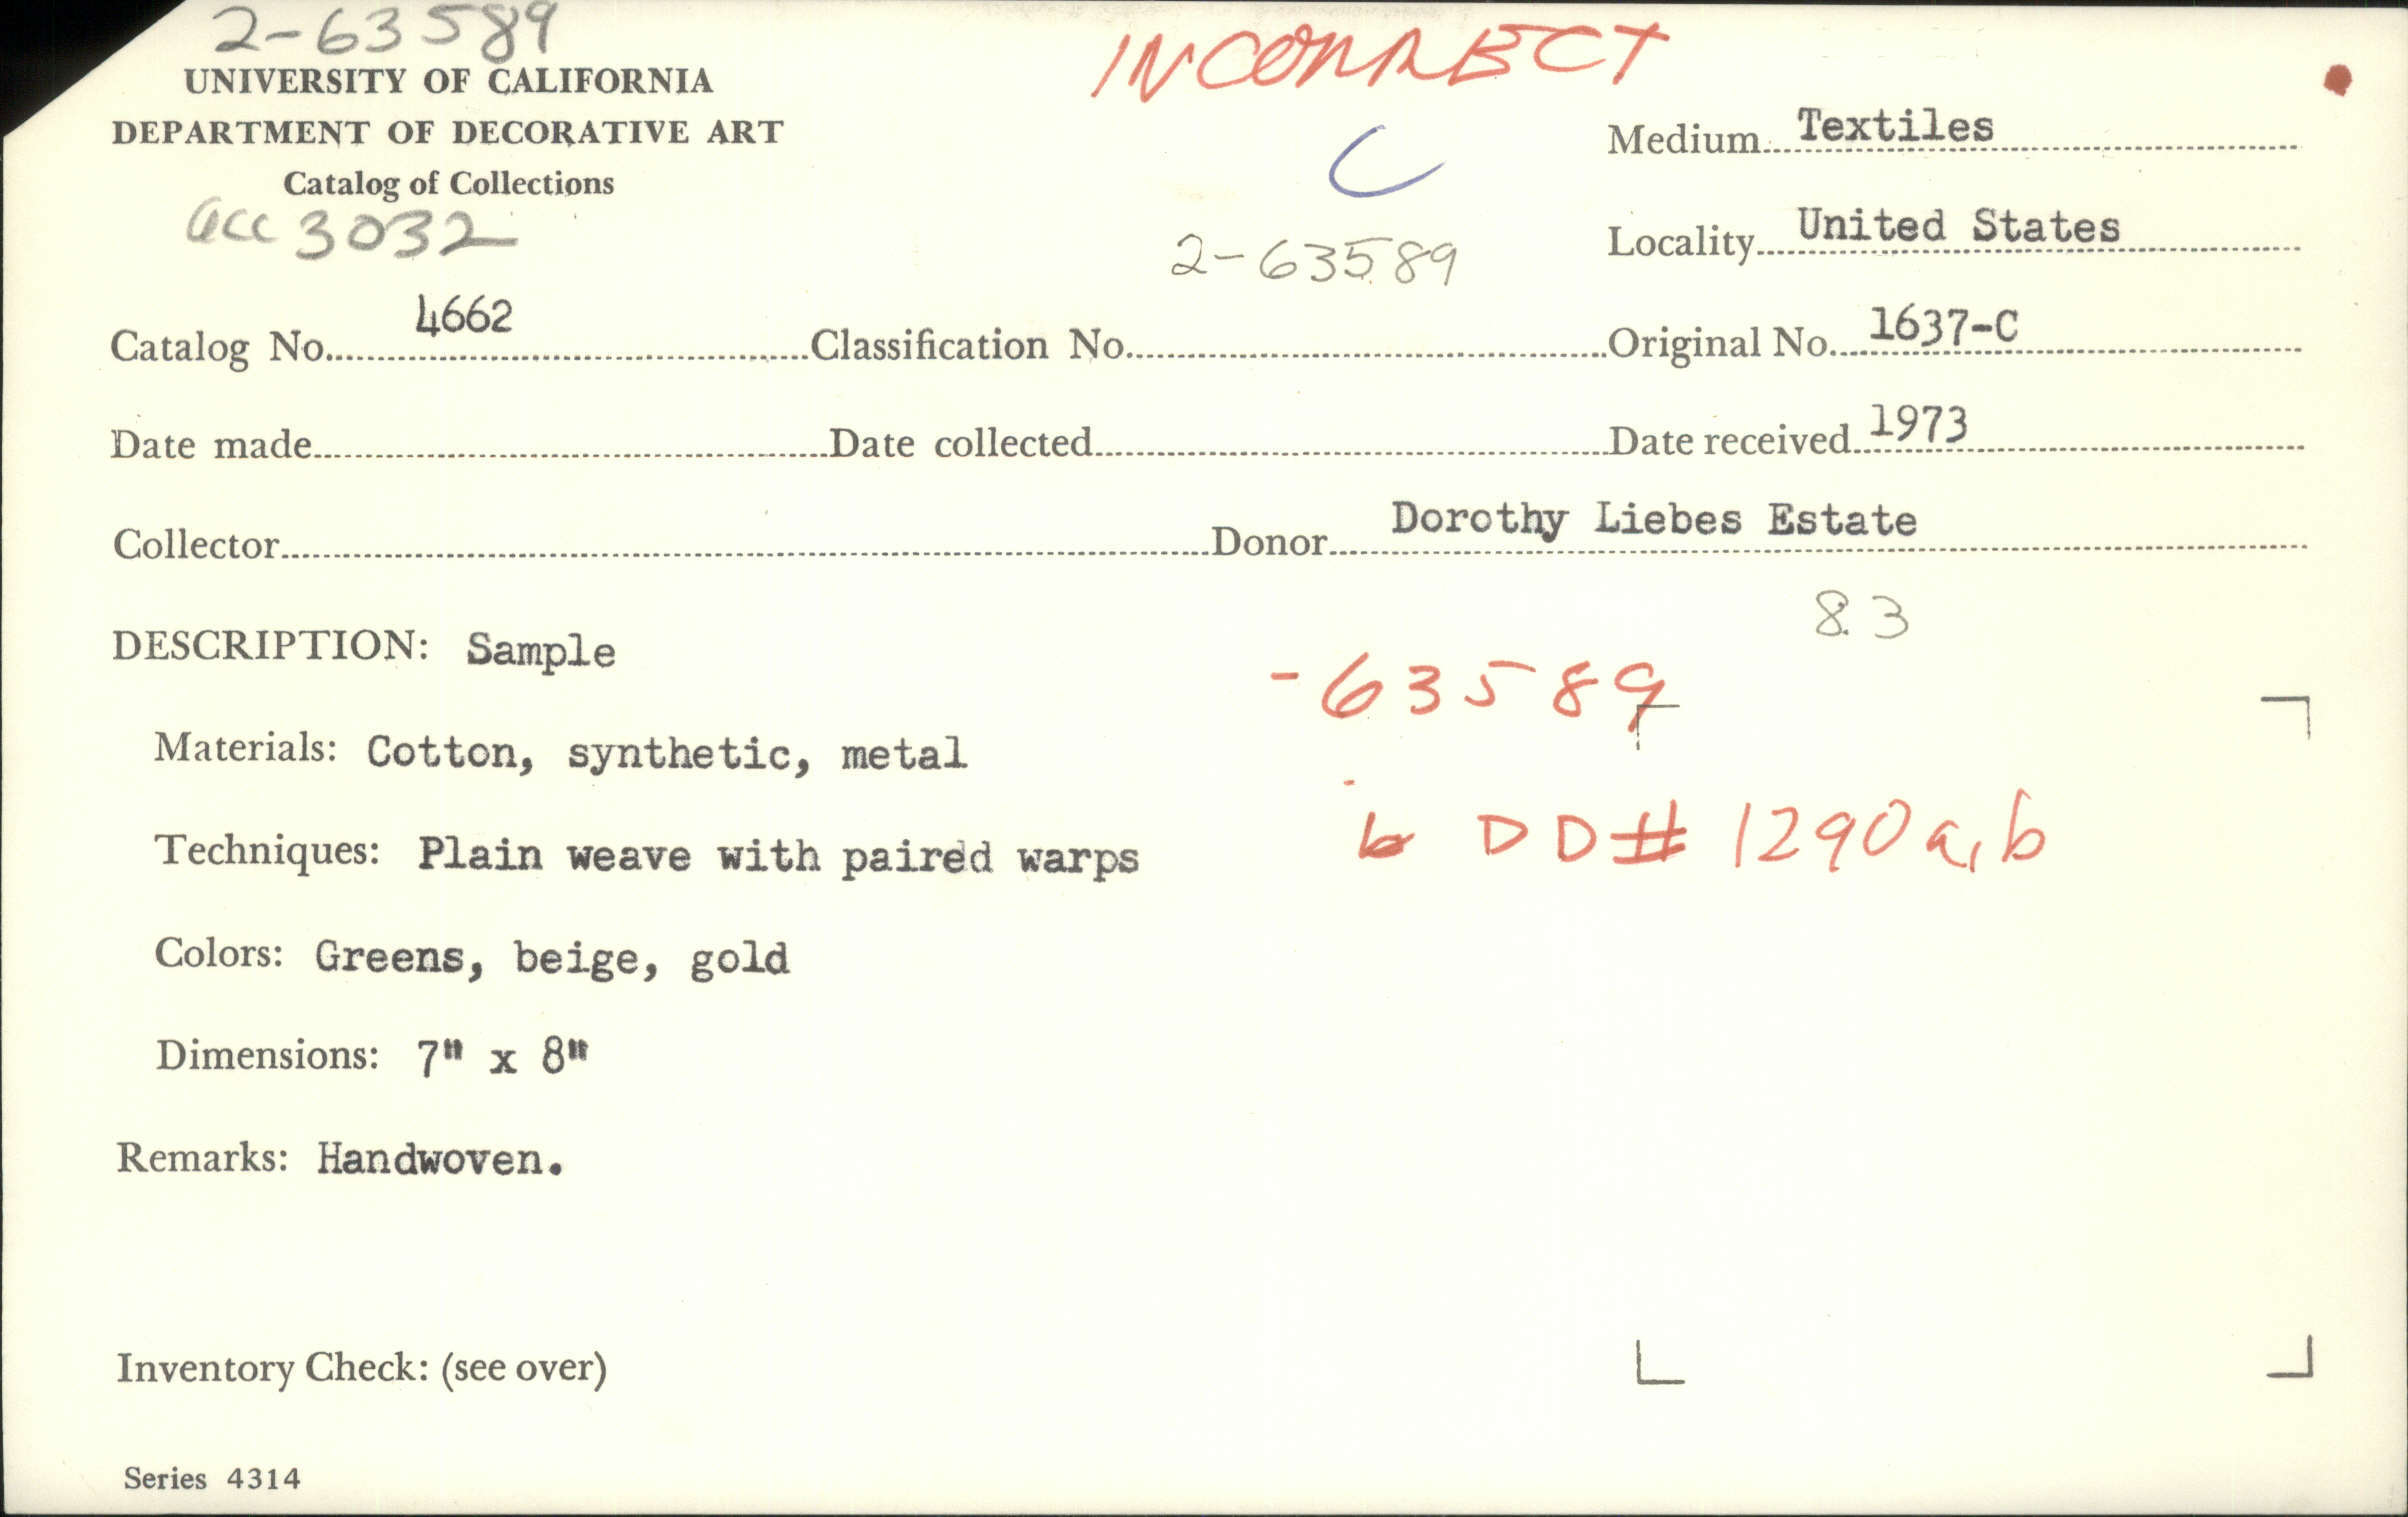 2-63589
INCORRECT
UNIVERSITY OF CALIFORNIA
DEPARTMENT OF DECORATIVE ART
Medium Textiles
C
Catalog of Collections
acc 3032
Locality United States
2-63589
Catalog No. 4662 Classification No. Original No. 1637-C
Date made Date collected Date received 1973
Collector Donor Dorothy Liebes Estate
83
DESCRIPTION: Sample
-63589
Materials: Cotton, synthetic, metal
DD# 1290a,b
Techniques: Plain weave with paired warps
Colors: Greens, beige, gold
Dimensions: 7" x 8"
Remarks: Handwoven.
Inventory Check: (see over)
Series 4314